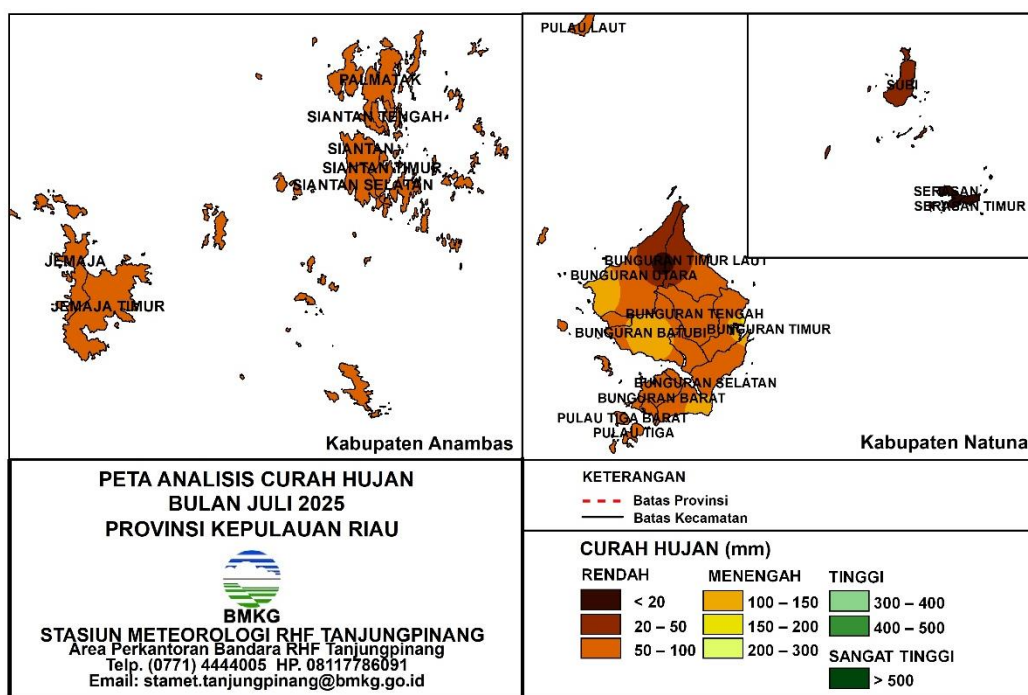 PALMATAK
SIANTAN TENGAH
SIANTAN
SIANTAN TIMUR
SIANTAN SELATAN
JEMAJA
JEMAJA TIMUR
Kabupaten Anambas
PULAU LAUT
SUBI
SERASAN
SERASAN TIMUR
BUNGURAN TIMUR LAUT
BUNGURAN UTARA
BUNGURAN TENGAH
BUNGURAN BATUBI
BUNGURAN TIMUR
BUNGURAN SELATAN
BUNGURAN BARAT
PULAU TIGA BARAT
PULAU TIGA
Kabupaten Natuna
PETA ANALISIS CURAH HUJAN
BULAN JULI 2025
PROVINSI KEPULAUAN RIAU
BMKG
STASIUN METEOROLOGI RHF TANJUNGPINANG
Area Perkantoran Bandara RHF Tanjungpinang
Telp. (0771) 4444005 HP. 08117786091
Email: stamet.tanjungpinang@bmkg.go.id
KETERANGAN
Batas Provinsi
Batas Kecamatan
CURAH HUJAN (mm)
RENDAH MENENGAH TINGGI
< 20 100 – 150 300 – 400
20 – 50 150 – 200 400 – 500
50 – 100 200 – 300
SANGAT TINGGI
> 500